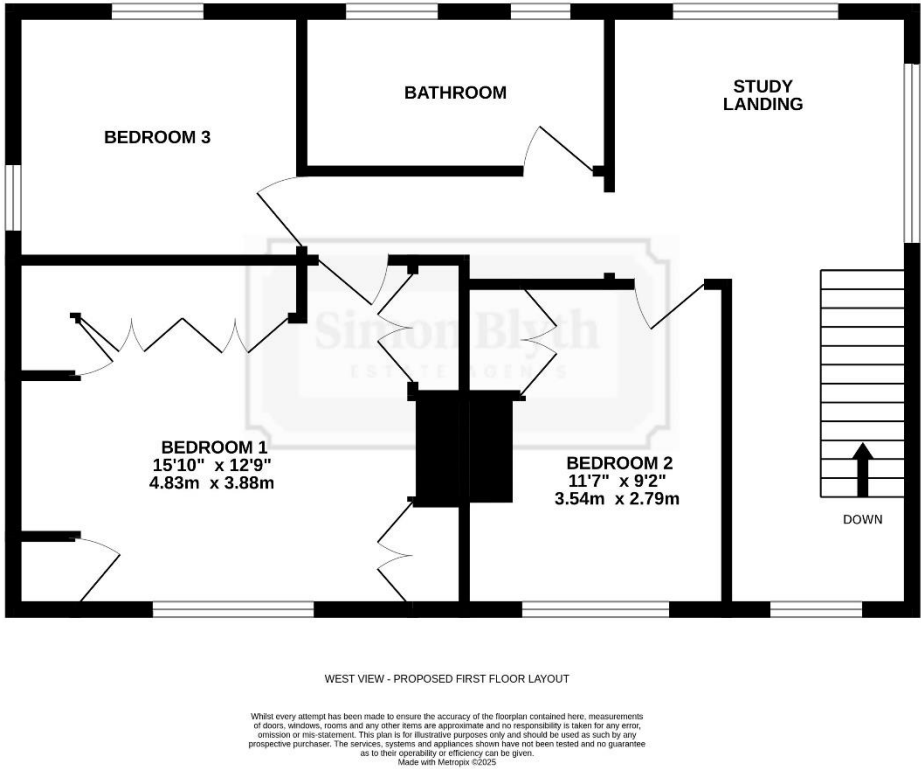 BEDROOM 3
BATHROOM
STUDY
LANDING
Simon Blyth
ESTATE AGENTS
BEDROOM 1
15'10" x 12'9"
4.83m x 3.88m
BEDROOM 2
11'7" x 9'2"
3.54m x 2.79m
DOWN
WEST VIEW - PROPOSED FIRST FLOOR LAYOUT
Whilst every attempt has been made to ensure the accuracy of the floorplan contained here, measurements
of doors, windows, rooms and any other items are approximate and no responsibility is taken for any error,
omission or mis-statement. This plan is for illustrative purposes only and should be used as such by any
prospective purchaser. The services, systems and appliances shown have not been tested and no guarantee
as to their operability or efficiency can be given.
Made with Metropix ©2025